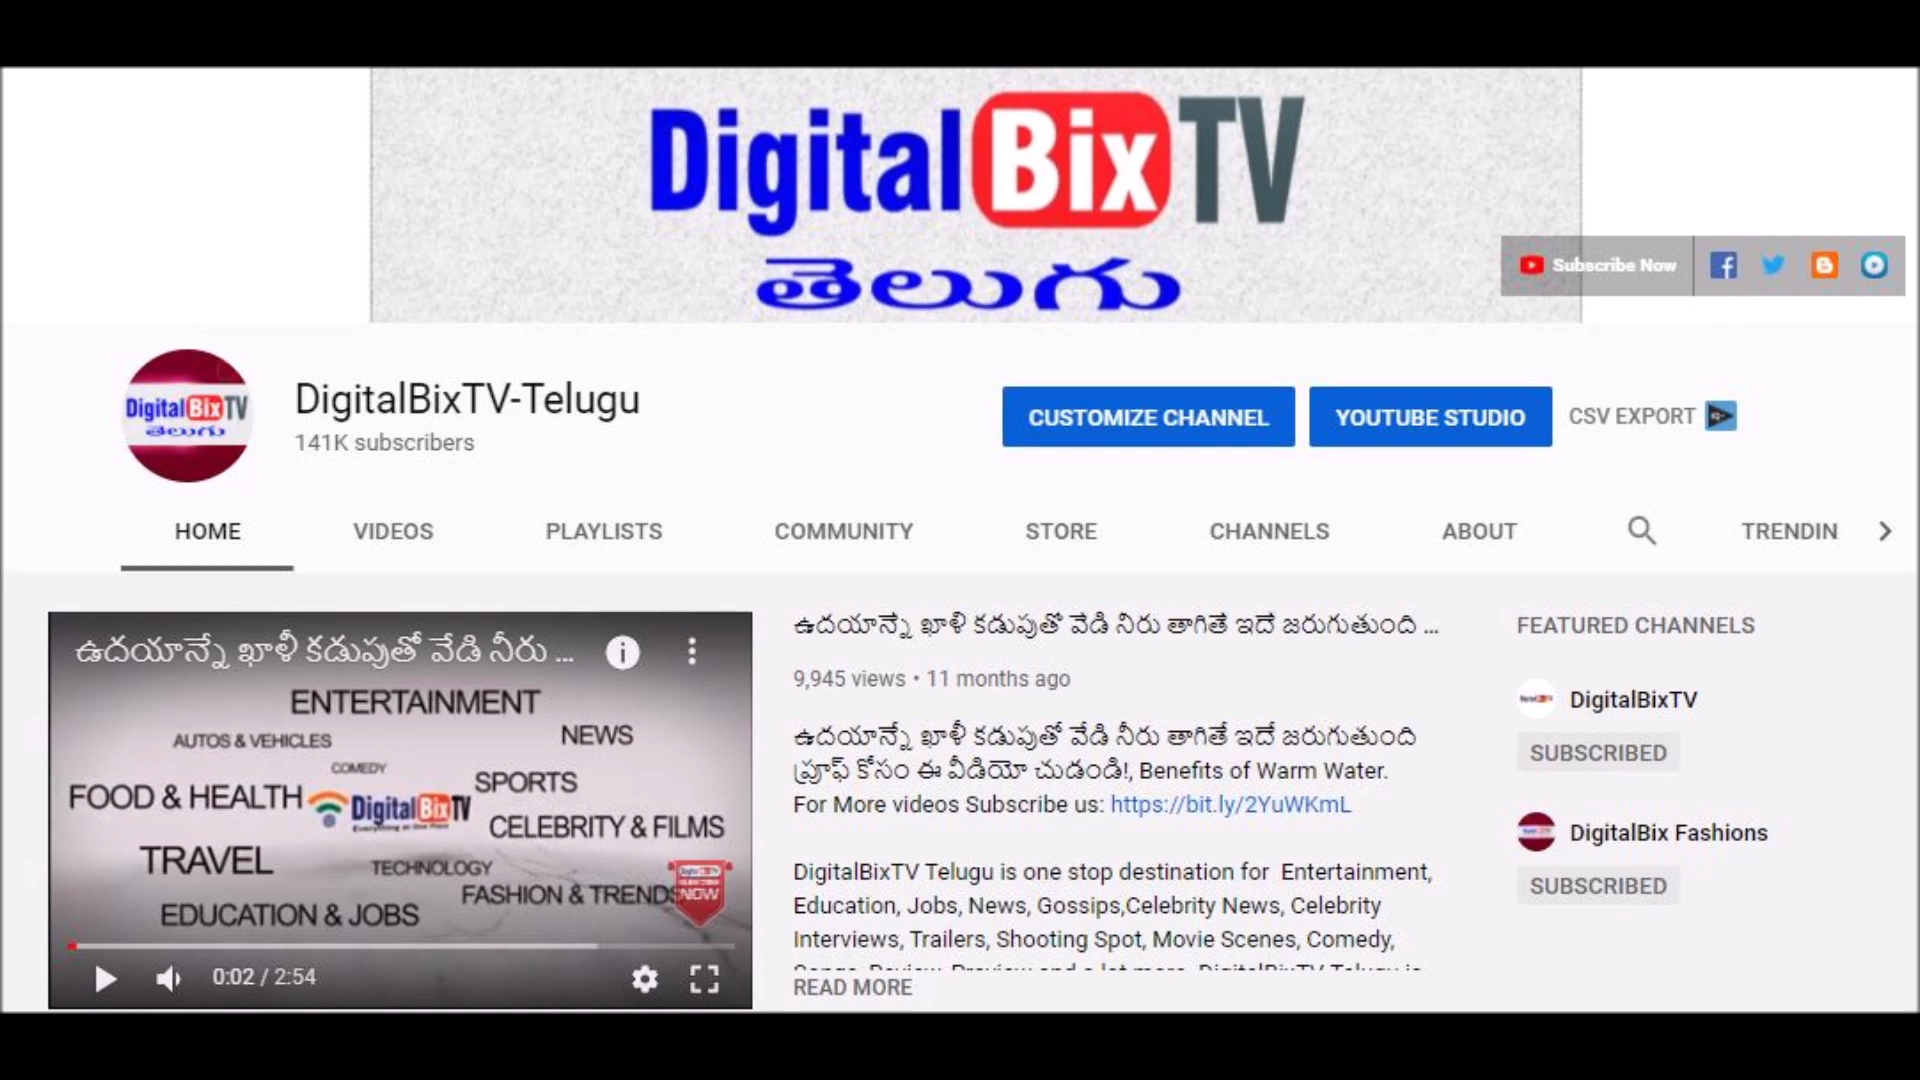 DigitalBixTV
తెలుగు
Subscribe Now
DigitalBixTV
తెలుగు
DigitalBixTV-Telugu
141K subscribers
CUSTOMIZE CHANNEL
YOUTUBE STUDIO
CSV EXPORT
HOME
VIDEOS
PLAYLISTS
COMMUNITY
STORE
CHANNELS
ABOUT
TRENDIN
ఉదయాన్నే ఖాళీ కడుపుతో వేడి నీరు ...
ENTERTAINMENT
AUTOS & VEHICLES
NEWS
COMEDY
SPORTS
FOOD & HEALTH
DigitalBixTV
CELEBRITY & FILMS
TRAVEL
TECHNOLOGY
FASHION & TRENDS
NOW
EDUCATION & JOBS
0:02 / 2:54
ఉదయాన్నే ఖాళీ కడుపుతో వేడి నీరు తాగితే ఇదే జరుగుతుంది ...
9,945 views • 11 months ago
ఉదయాన్నే ఖాళీ కడుపుతో వేడి నీరు తాగితే ఇదే జరుగుతుంది
ప్రూఫ్ కోసం ఈ వీడియో చుడండి!, Benefits of Warm Water.
For More videos Subscribe us: https://bit.ly/2YuWKmL
DigitalBixTV Telugu is one stop destination for Entertainment,
Education, Jobs, News, Gossips,Celebrity News, Celebrity
Interviews, Trailers, Shooting Spot, Movie Scenes, Comedy,
READ MORE
FEATURED CHANNELS
DigitalBixTV
SUBSCRIBED
DigitalBix Fashions
SUBSCRIBED